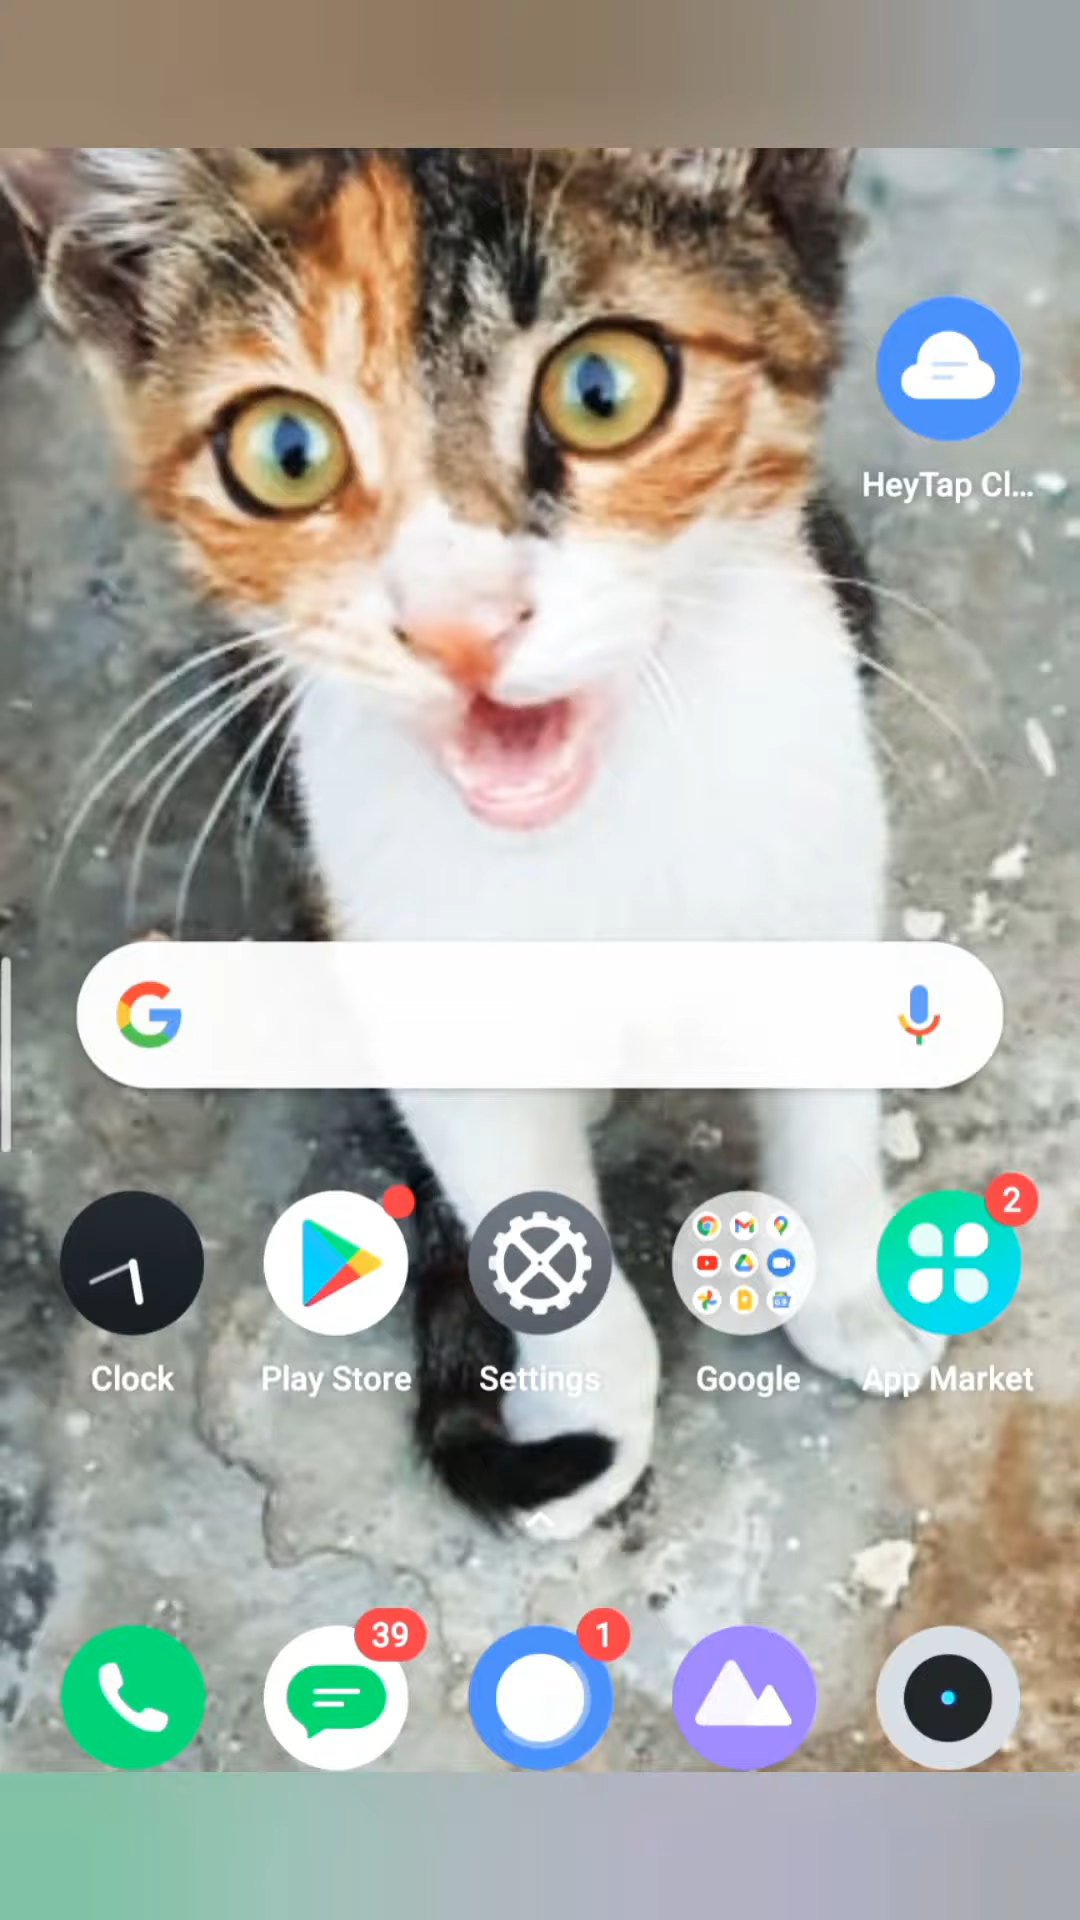 HeyTap Cl...
2
Clock
Play Store
Settings
Google
App Market
39
1